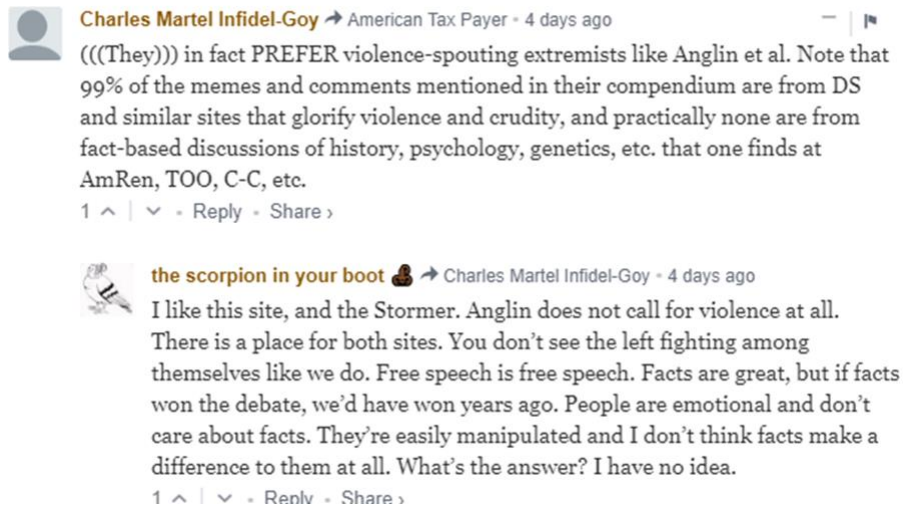 Charles Martel Infidel-Goy → American Tax Payer • 4 days ago
(((They))) in fact PREFER violence-spouting extremists like Anglin et al. Note that
99% of the memes and comments mentioned in their compendium are from DS
and similar sites that glorify violence and crudity, and practically none are from
fact-based discussions of history, psychology, genetics, etc. that one finds at
AmRen, TOO, C-C, etc.
1 • Reply • Share ›
the scorpion in your boot → Charles Martel Infidel-Goy • 4 days ago
I like this site, and the Stormer. Anglin does not call for violence at all.
There is a place for both sites. You don't see the left fighting among
themselves like we do. Free speech is free speech. Facts are great, but if facts
won the debate, we'd have won years ago. People are emotional and don't
care about facts. They're easily manipulated and I don't think facts make a
difference to them at all. What's the answer? I have no idea.
1 • Reply • Share ›